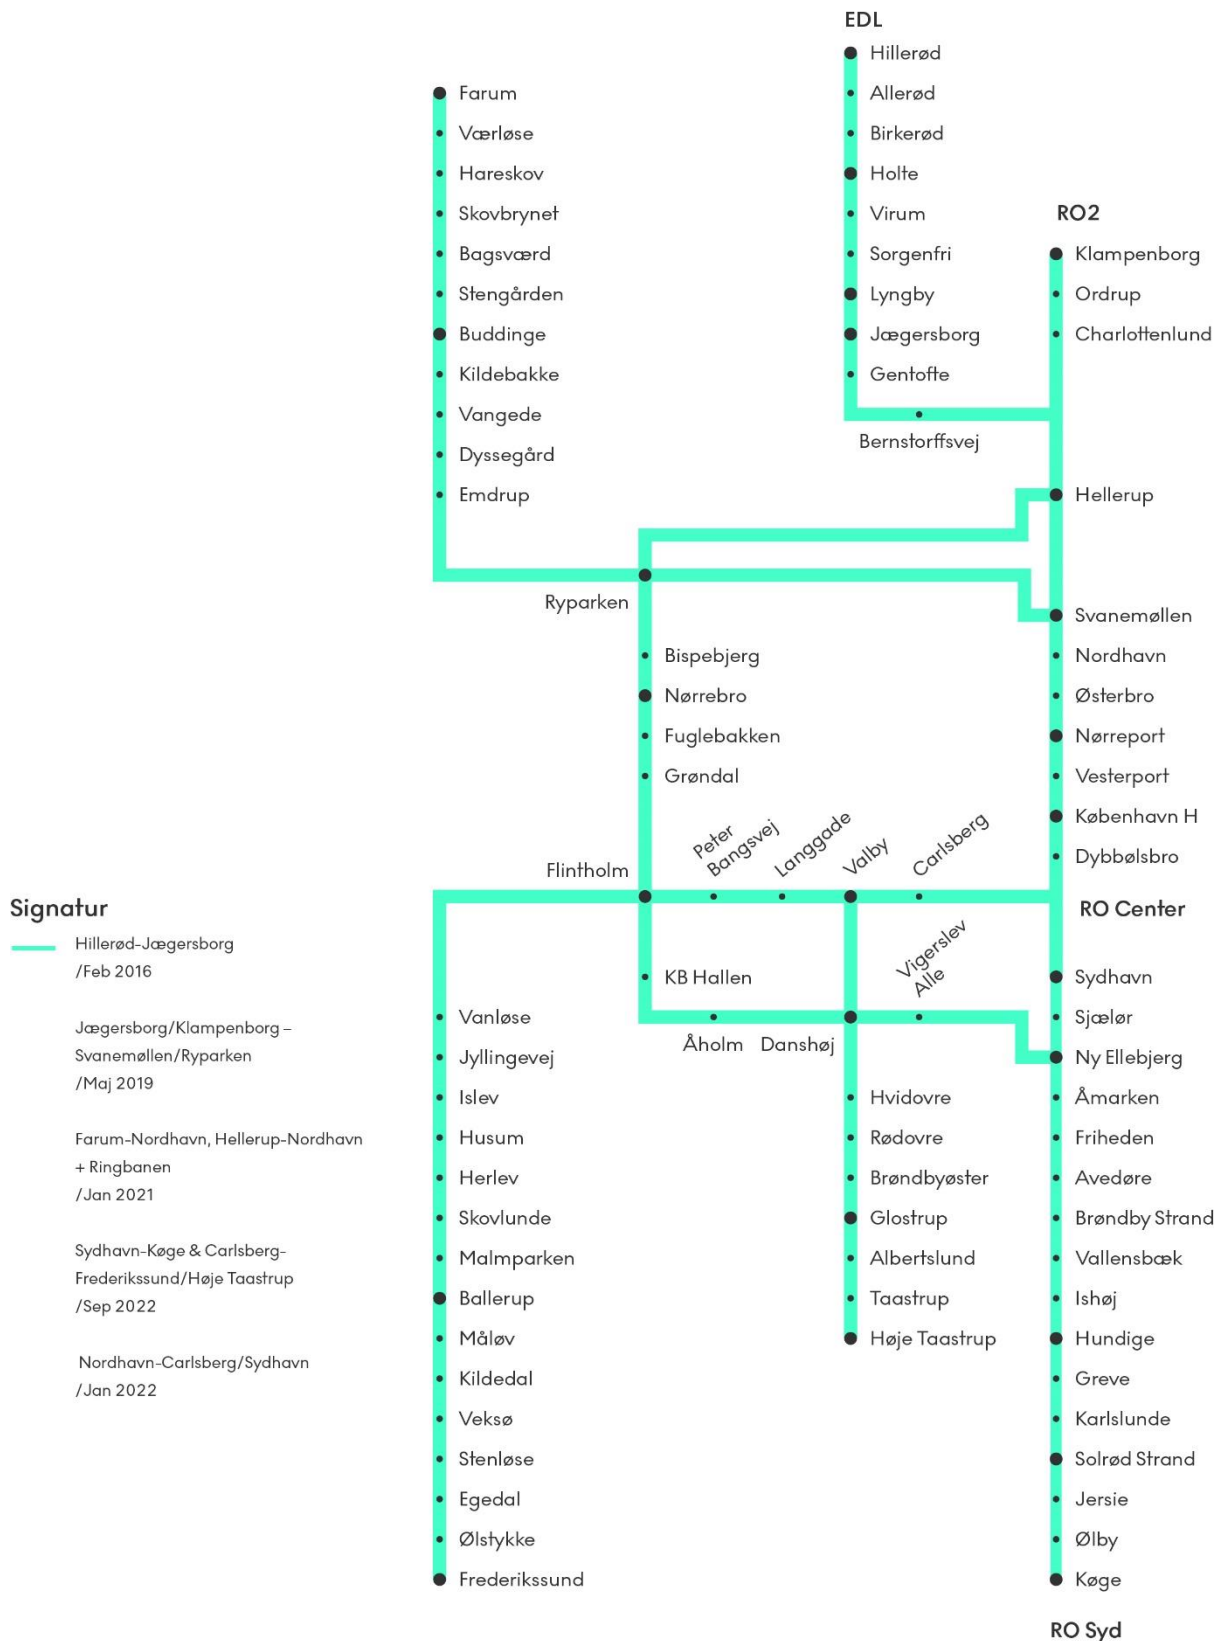 EDL
Hillerød
Allerød
Birkerød
Holte
Virum
Sorgenfri
Lyngby
Jægersborg
Gentofte
Bernstorffsvej
Farum
Værløse
Hareskov
Skovbrynet
Bagsværd
Stengården
Buddinge
Kildebakke
Vangede
Dyssegård
Emdrup
RO2
Klampenborg
Ordrup
Charlottenlund
Hellerup
Ryparken
Svanemøllen
Nordhavn
Østerbro
Nørreport
Vesterport
København H
Dybbølsbro
Bispebjerg
Nørrebro
Fuglebakken
Grøndal
Flintholm
Peter
Bangsvej
Langgade
Valby
Carlsberg
RO Center
KB Hallen
Åholm
Danshøj
Vigerslev
Alle
Sydhavn
Sjælør
Ny Ellebjerg
Åmarken
Friheden
Avedøre
Brøndby Strand
Vallensbæk
Ishøj
Hundige
Greve
Karlslunde
Solrød Strand
Jersie
Ølby
Køge
RO Syd
Hvidovre
Rødovre
Brøndbyøster
Glostrup
Albertslund
Taastrup
Høje Taastrup
Vanløse
Jyllingevej
Islev
Husum
Herlev
Skovlunde
Malmparken
Ballerup
Måløv
Kildedal
Veksø
Stenløse
Egedal
Ølstykke
Frederikssund
Signatur
Hillerød-Jægersborg
/Feb 2016
Jægersborg/Klampenborg –
Svanemøllen/Ryparken
/Maj 2019
Farum-Nordhavn, Hellerup-Nordhavn
+ Ringbanen
/Jan 2021
Sydhavn-Køge & Carlsberg-
Frederikssund/Høje Taastrup
/Sep 2022
Nordhavn-Carlsberg/Sydhavn
/Jan 2022